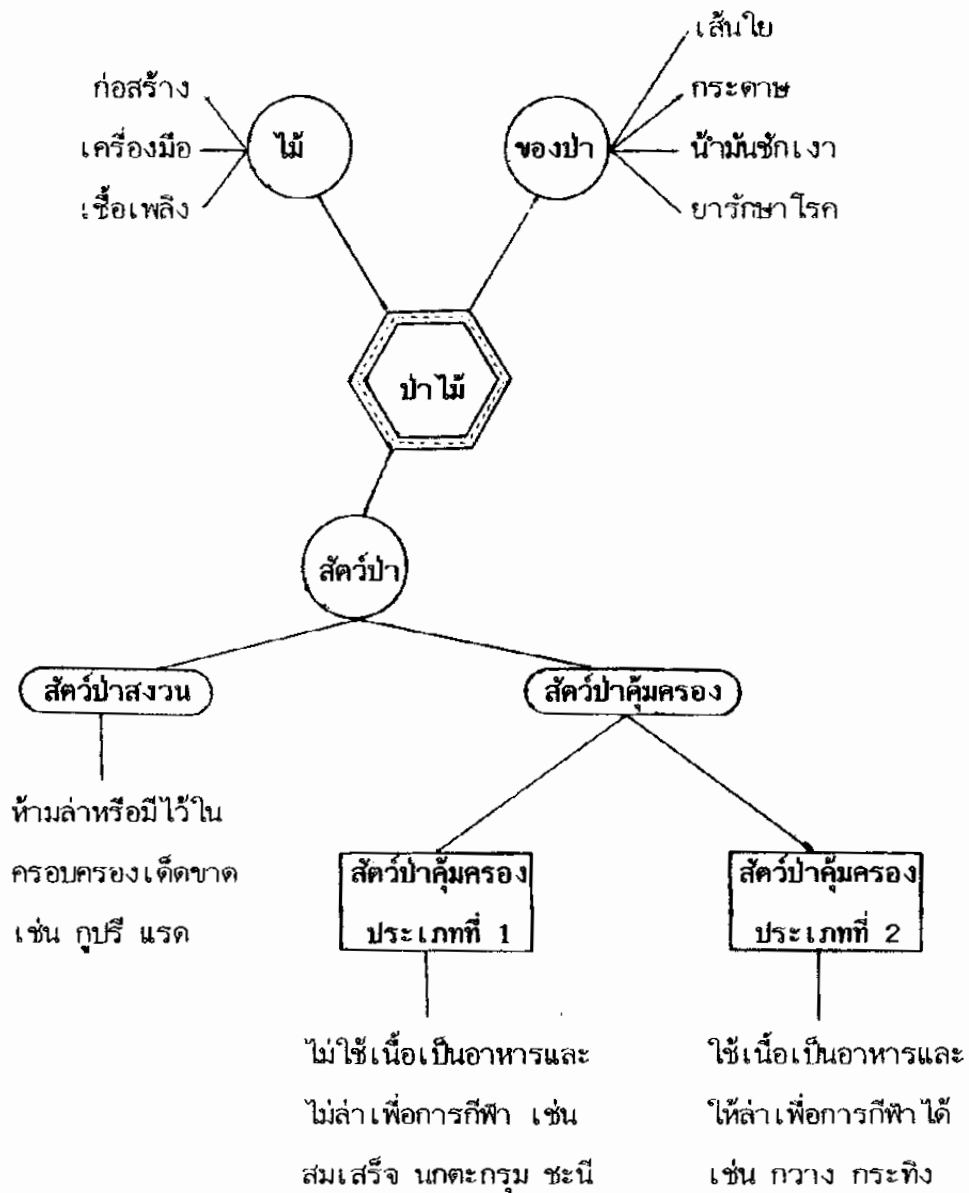 เส้นใย
ก่อสร้าง
กระดาษ
เครื่องมือ
ไม้
ของป่า
น้ำมันชักเงา
เชื้อเพลิง
ยารักษาโรค
ป่าไม้
สัตว์ป่า
สัตว์ป่าสงวน
สัตว์ป่าคุ้มครอง
ห้ามล่าหรือมีไว้ใน
ครอบครองเด็ดขาด
เช่น กูปรี แรด
สัตว์ป่าคุ้มครอง
ประเภทที่ 1
สัตว์ป่าคุ้มครอง
ประเภทที่ 2
ไม่ใช้เนื้อเป็นอาหารและ
ไม่ล่าเพื่อการกีฬา เช่น
สมเสร็จ นกตะกรุม ชะนี
ใช้เนื้อเป็นอาหารและ
ให้ล่าเพื่อการกีฬาได้
เช่น กวาง กระทิง